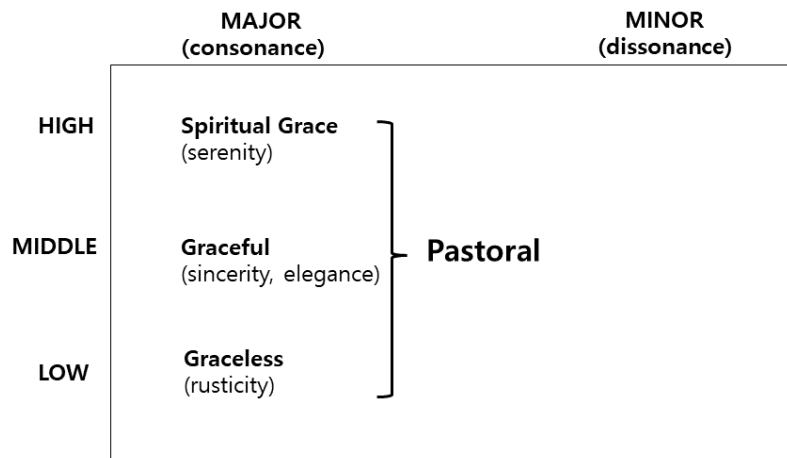 MAJOR
(consonance)
MINOR
(dissonance)
HIGH
Spiritual Grace
(serenity)
MIDDLE
Graceful
(sincerity, elegance)
Pastoral
LOW
Graceless
(rusticity)